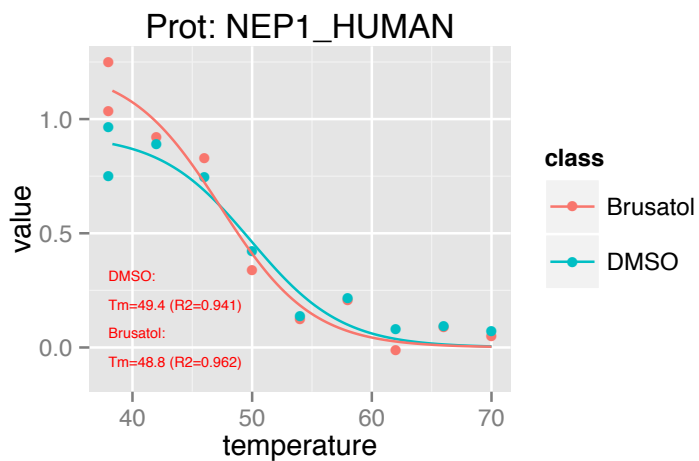 Prot: NEP1_HUMAN
1.0
0.5
0.0
value
DMSO:
Tm=49.4 (R2=0.941)
Brusatol:
Tm=48.8 (R2=0.962)
40 50 60 70
temperature
class
Brusatol
DMSO